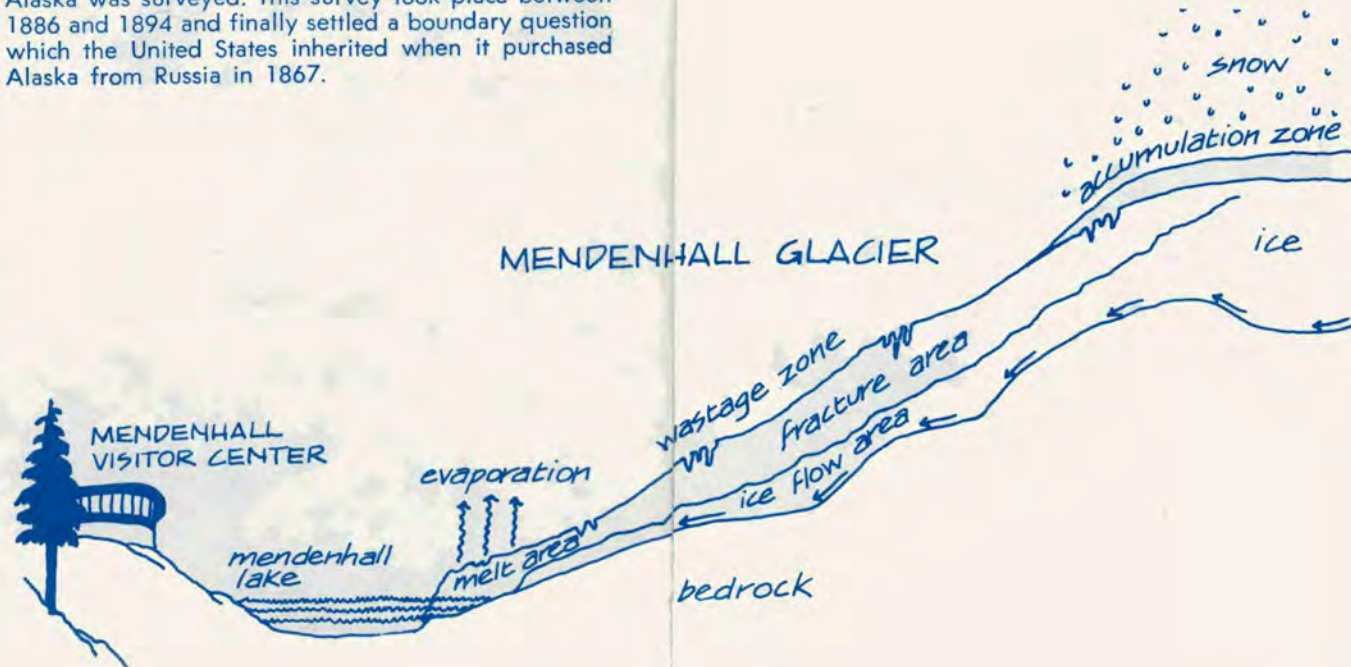 Alaska was surveyed. This survey took place between
1886 and 1894 and finally settled a boundary question
which the United States inherited when it purchased
Alaska from Russia in 1867.
snow
accumulation zone
MENDENHALL GLACIER
ice
wastage zone
fracture area
ice flow area
MENDENHALL
VISITOR CENTER
evaporation
mendenhall
lake
melt area
bedrock